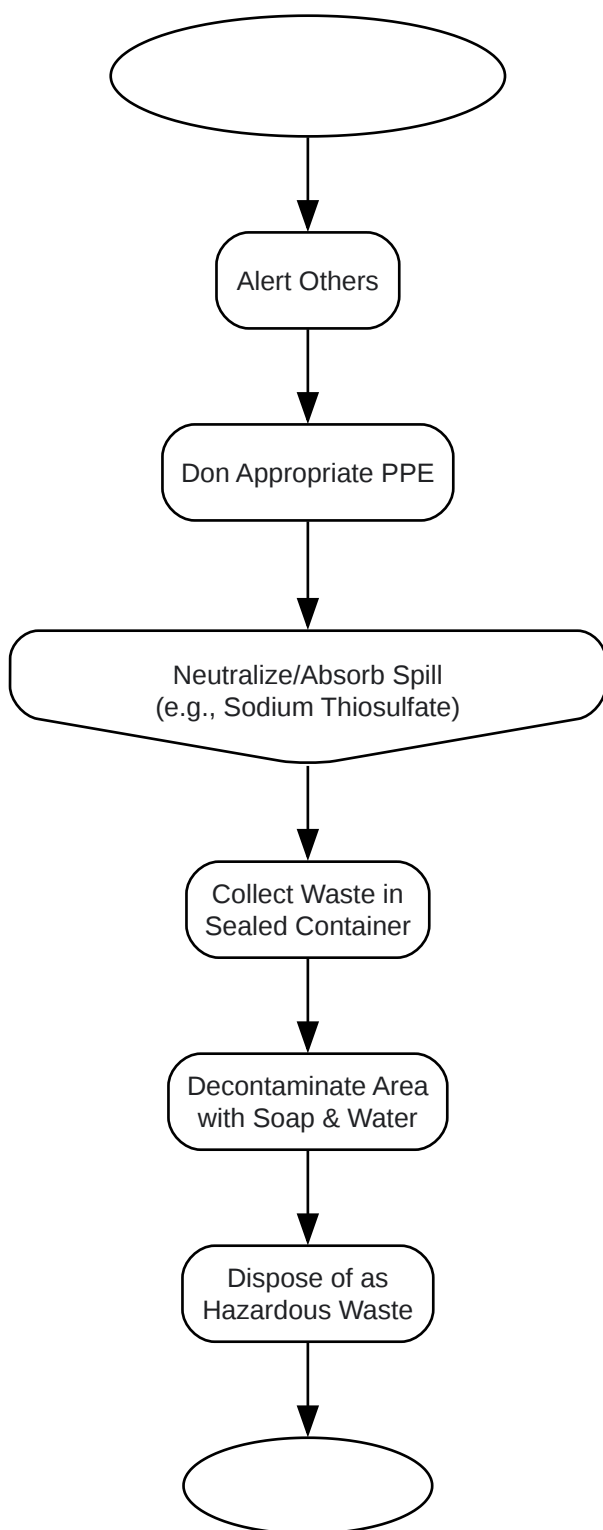 Alert Others
Don Appropriate PPE
Neutralize/Absorb Spill
(e.g., Sodium Thiosulfate)
Collect Waste in
Sealed Container
Decontaminate Area
with Soap & Water
Dispose of as
Hazardous Waste